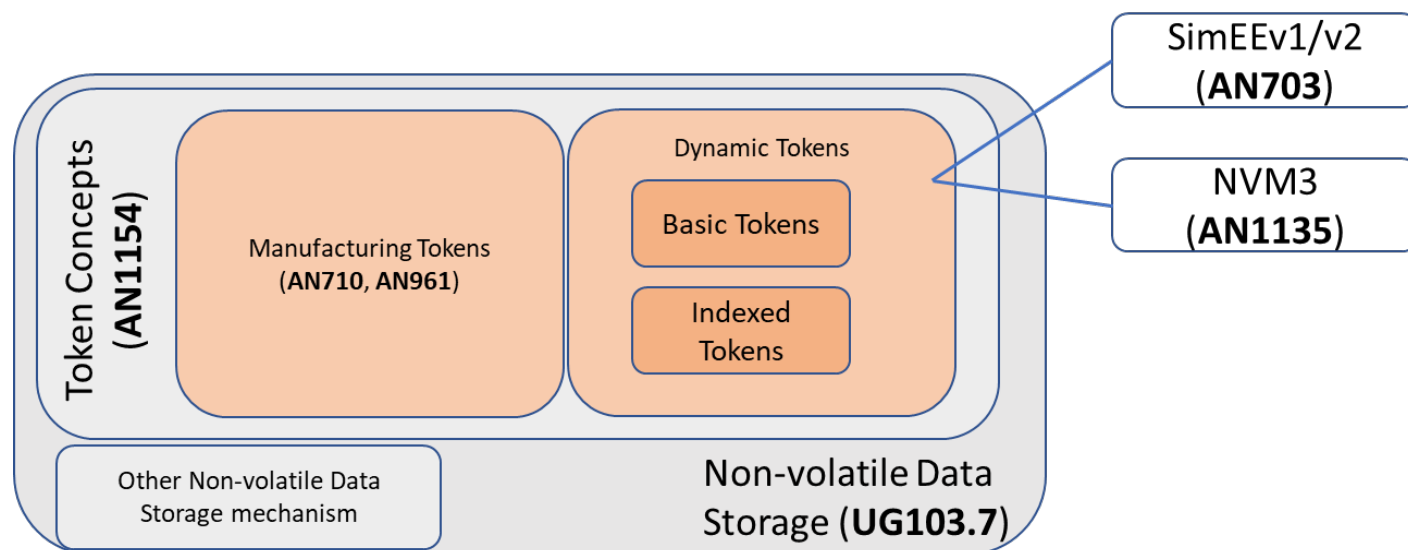 SimEEv1/v2
(AN703)
NVM3
(AN1135)
Token Concepts
(AN1154)
Manufacturing Tokens
(AN710, AN961)
Dynamic Tokens
Basic Tokens
Indexed
Tokens
Other Non-volatile Data
Storage mechanism
Non-volatile Data
Storage (UG103.7)